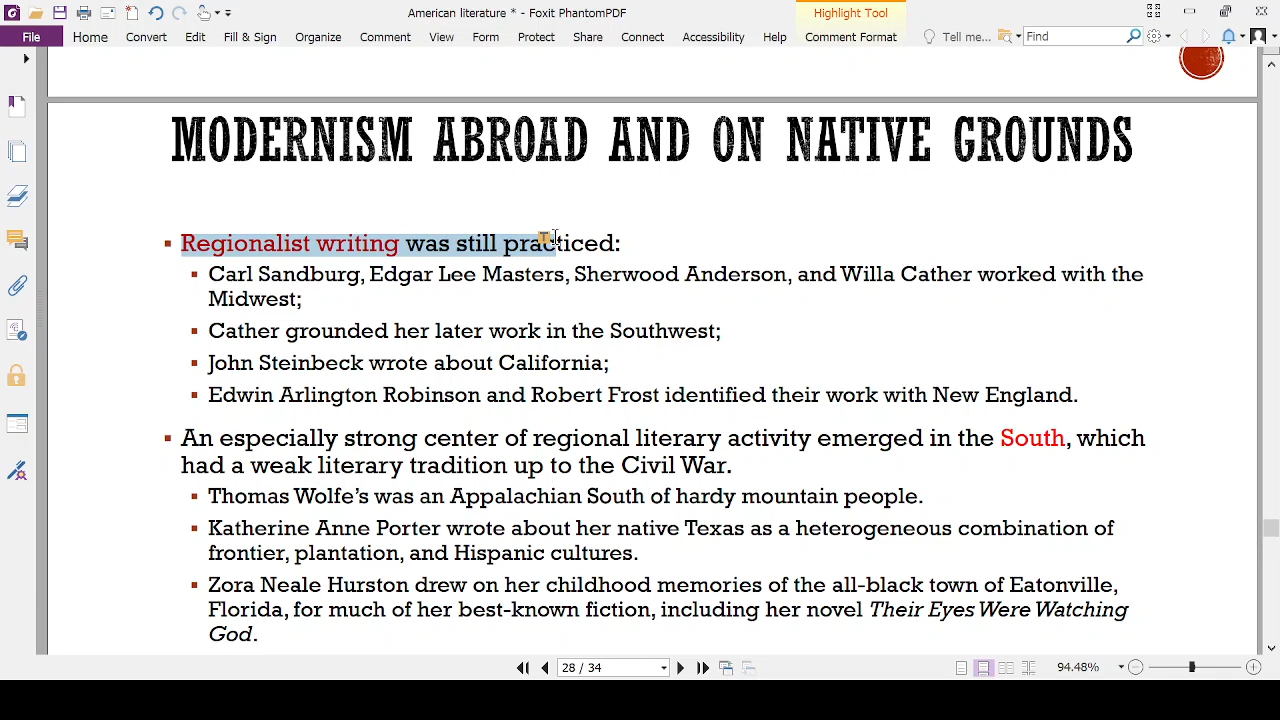 American literature * - Foxit PhantomPDF
Highlight Tool
File Home Convert Edit Fill & Sign Organize Comment View Form Protect Share Connect Accessibility Help Comment Format Tell me... Find
MODERNISM ABROAD AND ON NATIVE GROUNDS
▪ Regionalist writing was still practiced:
▪ Carl Sandburg, Edgar Lee Masters, Sherwood Anderson, and Willa Cather worked with the
Midwest;
▪ Cather grounded her later work in the Southwest;
▪ John Steinbeck wrote about California;
▪ Edwin Arlington Robinson and Robert Frost identified their work with New England.
▪ An especially strong center of regional literary activity emerged in the South, which
had a weak literary tradition up to the Civil War.
▪ Thomas Wolfe's was an Appalachian South of hardy mountain people.
▪ Katherine Anne Porter wrote about her native Texas as a heterogeneous combination of
frontier, plantation, and Hispanic cultures.
▪ Zora Neale Hurston drew on her childhood memories of the all-black town of Eatonville,
Florida, for much of her best-known fiction, including her novel Their Eyes Were Watching
God.
28 / 34
94.48%